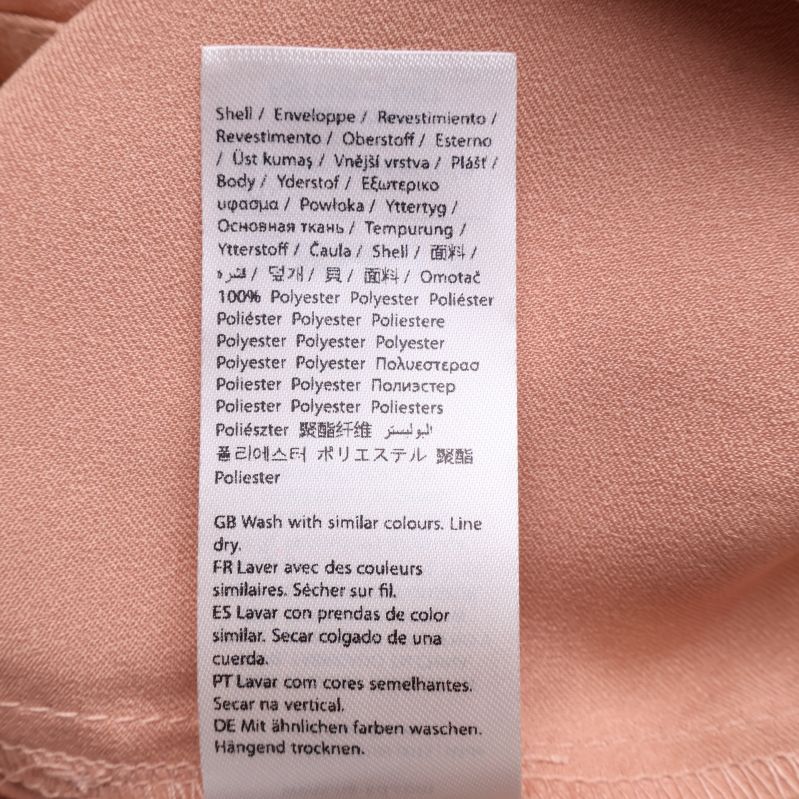 Shell / Enveloppe / Revestimiento /
Revestimento / Oberstoff / Esterno
/ Üst kumaş / Vnější vrstva / Plášť /
Body / Yderstof / Εξωτερικο
υφασμα / Powłoka / Yttertyg /
Основная ткань / Tempurung /
Ytterstoff / Čaula / Shell / 面料 /
قشره / 덮개 / 貝 / 面料 / Omotač
100% Polyester Polyester Poliéster
Poliéster Polyester Poliestere
Polyester Polyester Polyester
Polyester Polyester Πολυεστερασ
Poliester Polyester Полиэстер
Poliester Polyester Poliesters
Poliészter 聚酯纤维 البوليستر
폴리에스터 ポリエステル 聚酯
Poliester
GB Wash with similar colours. Line
dry.
FR Laver avec des couleurs
similaires. Sécher sur fil.
ES Lavar con prendas de color
similar. Secar colgado de una
cuerda.
PT Lavar com cores semelhantes.
Secar na vertical.
DE Mit ähnlichen farben waschen.
Hängend trocknen.